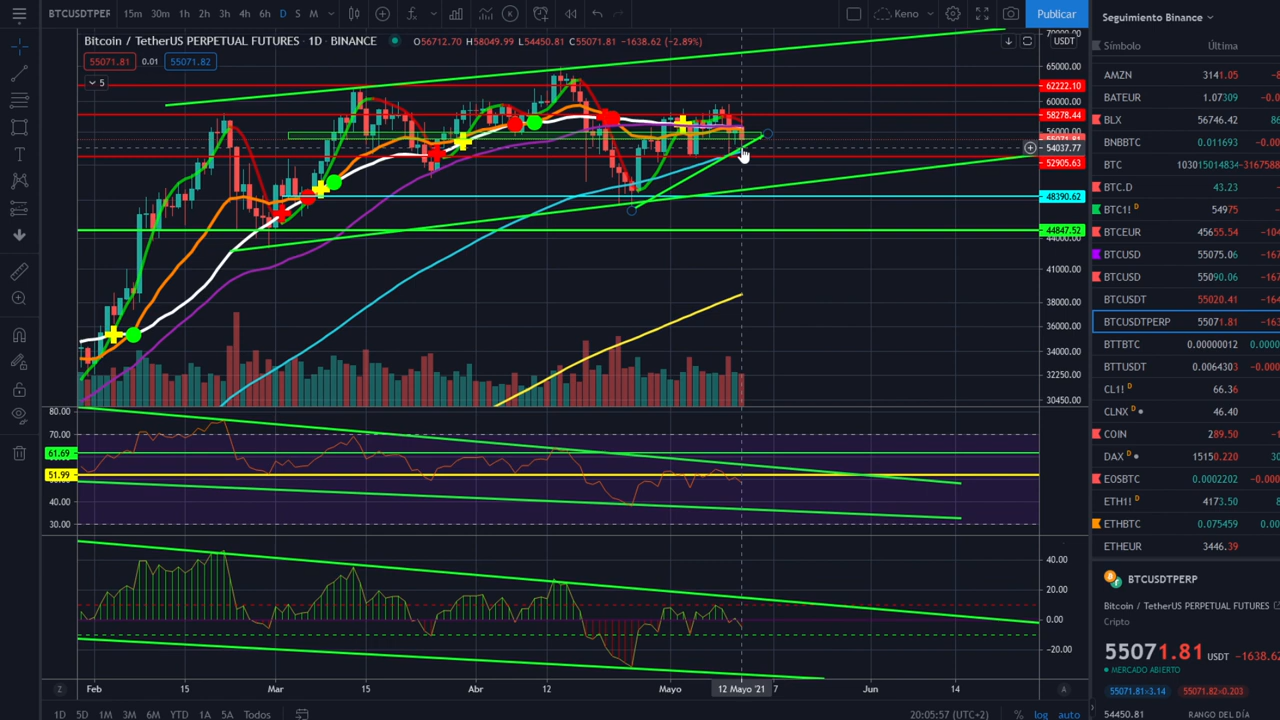 BTCUSDTPER 15m 30m 1h 2h 3h 4h 6h D S M Keno Publicar
Seguimiento Binance
Bitcoin / TetherUS PERPETUAL FUTURES · 1D · BINANCE O56712.70 H58049.99 L54450.81 C55071.81 −1638.62 (−2.89%)
USDT
Símbolo Última
55071.81 0.01 55071.82
5
65000.00
62222.10
60000.00
58278.44
56000.00
54037.77
52905.63
48390.62
44847.52
44000.00
41000.00
38000.00
36000.00
34000.00
32250.00
30450.00
AMZN 3141.05
BATEUR 1.07309
BLX 56746.42
BNBBTC 0.011693
BTC 10301501483
BTC.D 43.23
BTC1! D 54975
BTCEUR 45655.54
BTCUSD 55075.06
BTCUSD 55090.06
BTCUSDT 55020.41
BTCUSDTPERP 55071.81
BTTBTC 0.00000012
BTTUSDT 0.0064303
CL1! D 66.36
CLNX D 46.40
COIN 289.50
DAX D 15150.220
EOSBTC 0.0002202
ETH1! D 4173.50
ETHBTC 0.075459
ETHEUR 3446.39
80.00
70.00
61.69
51.99
40.00
30.00
40.00
20.00
0.00
−20.00
Z Feb 15 Mar 15 Abr 12 Mayo 12 Mayo '21 7 Jun 14 A
1D 5D 1M 3M 6M YTD 1A 5A Todos 20:05:57 (UTC+2) % log auto
BTCUSDTPERP
Bitcoin / TetherUS PERPETUAL FUTURES
Cripto
55071.81 USDT −1638.62
MERCADO ABIERTO
55071.81×3.14 55071.82×0.203
54450.81 RANGO DEL DÍA